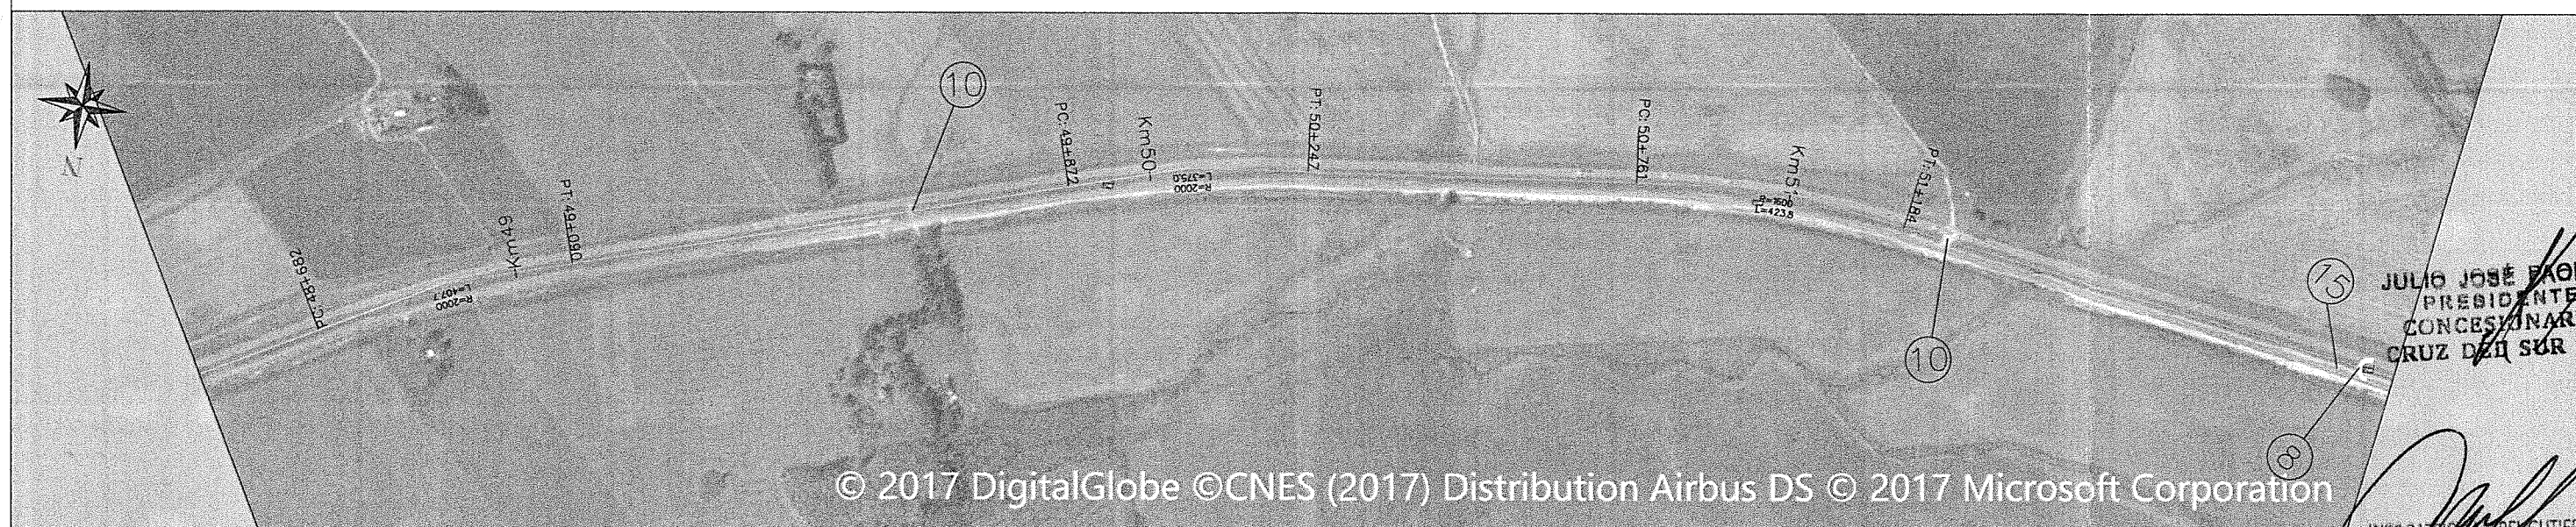 N
PC: 48+682
R=2000
L=407.7
Km49
PT: 49+090
10
PC: 49+872
Km50
R=2000
L=375.0
PT: 50+247
PC: 50+761
Km51
R=1600
L=423.8
PT: 51+184
10
15
8
JULIO JOSÉ
PRESIDENTE
CRUZ DEL SUR
© 2017 DigitalGlobe ©CNES (2017) Distribution Airbus DS © 2017 Microsoft Corporation